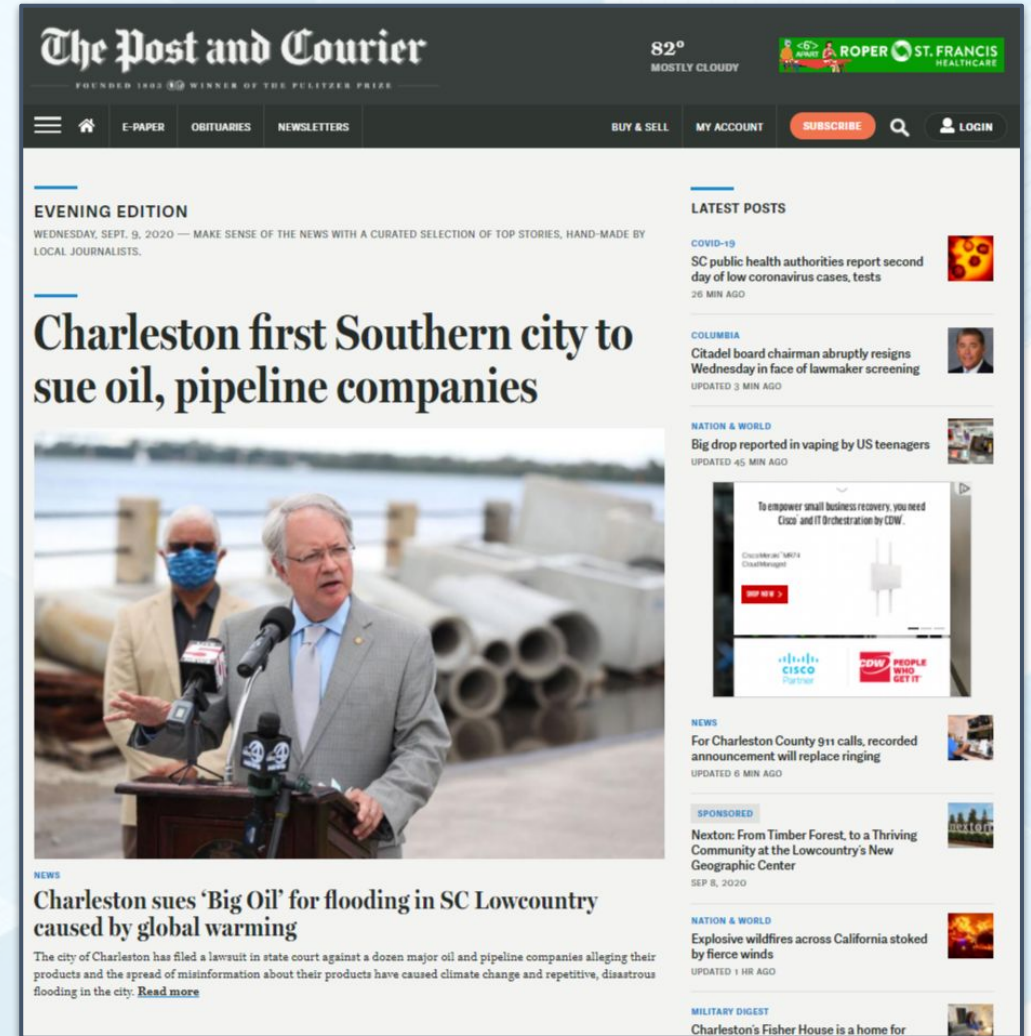 The Post and Courier
FOUNDED 1803 WINNER OF THE PULITZER PRIZE
82°
MOSTLY CLOUDY
<6> APART ROPER ST. FRANCIS
HEALTHCARE
E-PAPER OBITUARIES NEWSLETTERS BUY & SELL MY ACCOUNT SUBSCRIBE LOGIN
EVENING EDITION
WEDNESDAY, SEPT. 9, 2020 — MAKE SENSE OF THE NEWS WITH A CURATED SELECTION OF TOP STORIES, HAND-MADE BY
LOCAL JOURNALISTS.
Charleston first Southern city to
sue oil, pipeline companies
NEWS
Charleston sues ‘Big Oil’ for flooding in SC Lowcountry
caused by global warming
The city of Charleston has filed a lawsuit in state court against a dozen major oil and pipeline companies alleging their
products and the spread of misinformation about their products have caused climate change and repetitive, disastrous
flooding in the city. Read more
LATEST POSTS
COVID-19
SC public health authorities report second
day of low coronavirus cases, tests
26 MIN AGO
COLUMBIA
Citadel board chairman abruptly resigns
Wednesday in face of lawmaker screening
UPDATED 3 MIN AGO
NATION & WORLD
Big drop reported in vaping by US teenagers
UPDATED 45 MIN AGO
To empower small business recovery, you need
Cisco® and IT Orchestration by CDW®.
Cisco Meraki™ MR74
Cloud Managed
SHOP NOW >
CISCO
Partner
CDW PEOPLE
WHO
GET IT
NEWS
For Charleston County 911 calls, recorded
announcement will replace ringing
UPDATED 6 MIN AGO
SPONSORED
Nexton: From Timber Forest, to a Thriving
Community at the Lowcountry's New
Geographic Center
SEP 8, 2020
nexton
NATION & WORLD
Explosive wildfires across California stoked
by fierce winds
UPDATED 1 HR AGO
MILITARY DIGEST
Charleston's Fisher House is a home for